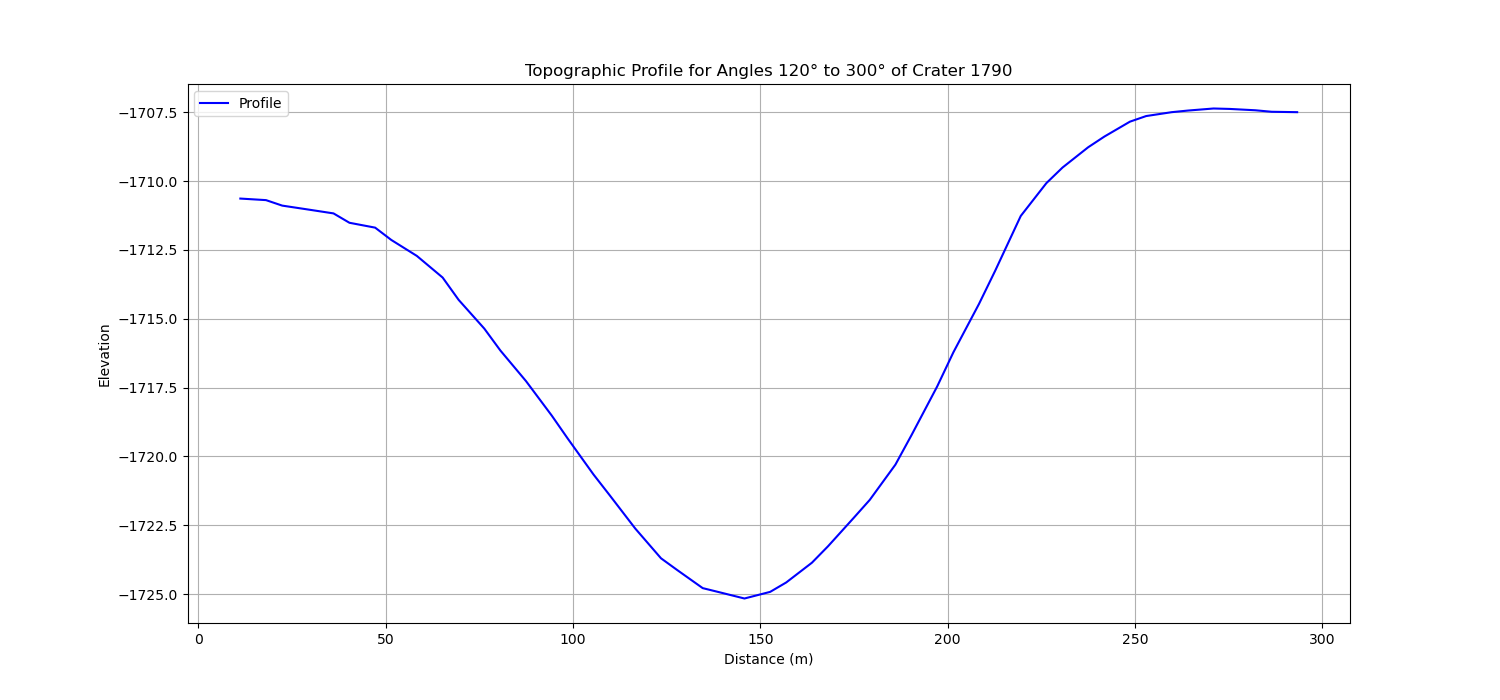 Topographic Profile for Angles 120° to 300° of Crater 1790
Profile
−1707.5
−1710.0
−1712.5
−1715.0
−1717.5
−1720.0
−1722.5
−1725.0
Elevation
0 50 100 150 200 250 300
Distance (m)